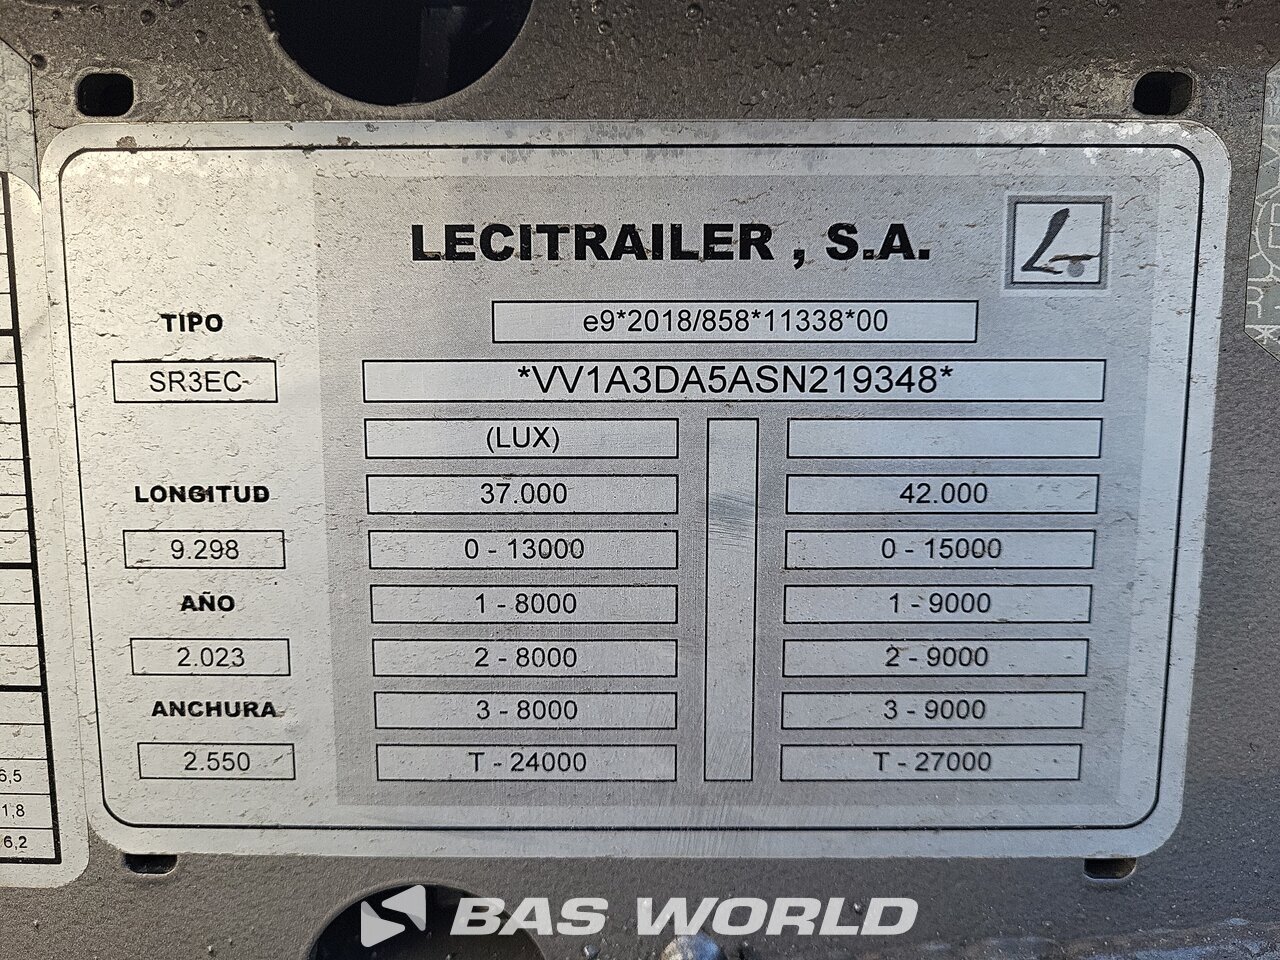 LECITRAILER , S.A.
TIPO
e9*2018/858*11338*00
SR3EC-
*VV1A3DA5ASN219348*
(LUX)
LONGITUD
37.000
42.000
9.298
0 - 13000
0 - 15000
AÑO
1 - 8000
1 - 9000
2.023
2 - 8000
2 - 9000
ANCHURA
3 - 8000
3 - 9000
2.550
T - 24000
T - 27000
6,5
1,8
6,2
BAS WORLD